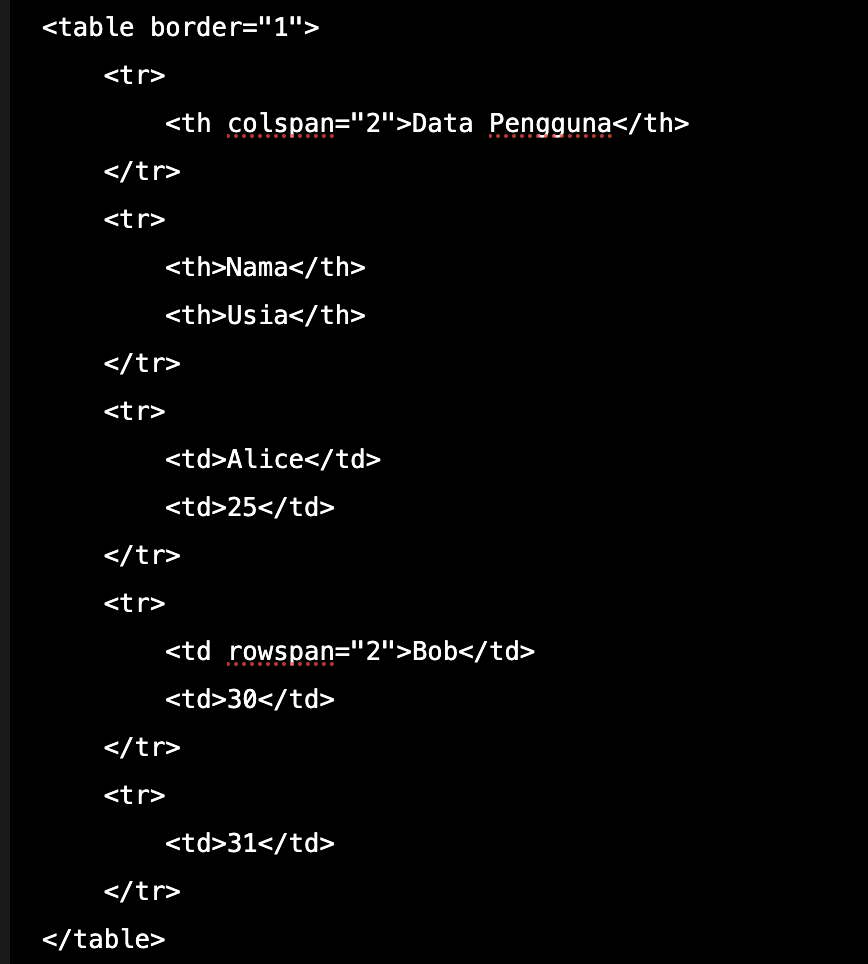 <table border="1">
<tr>
<th colspan="2">Data Pengguna</th>
</tr>
<tr>
<th>Nama</th>
<th>Usia</th>
</tr>
<tr>
<td>Alice</td>
<td>25</td>
</tr>
<tr>
<td rowspan="2">Bob</td>
<td>30</td>
</tr>
<tr>
<td>31</td>
</tr>
</table>